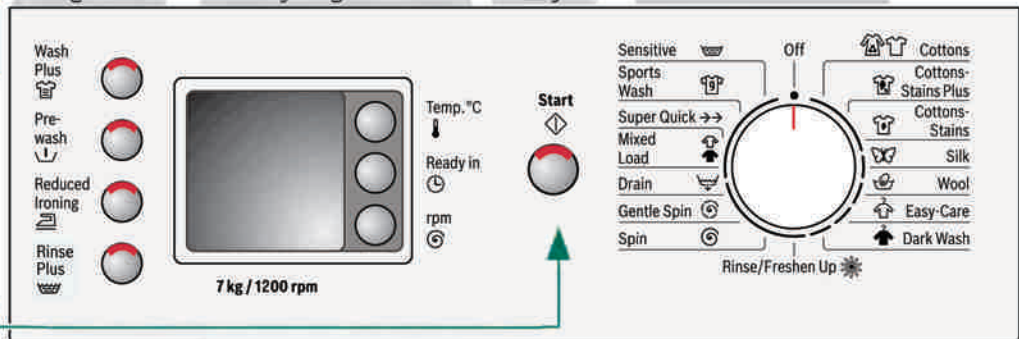 Wash
Plus
Pre-
wash
Reduced
Ironing
Rinse
Plus
Temp. °C
Ready in
rpm
7 kg / 1200 rpm
Start
Sensitive
Sports
Wash
Super Quick
Mixed
Load
Drain
Gentle Spin
Spin
Off
Cottons
Cottons-
Stains Plus
Cottons-
Stains
Silk
Wool
Easy-Care
Dark Wash
Rinse/Freshen Up